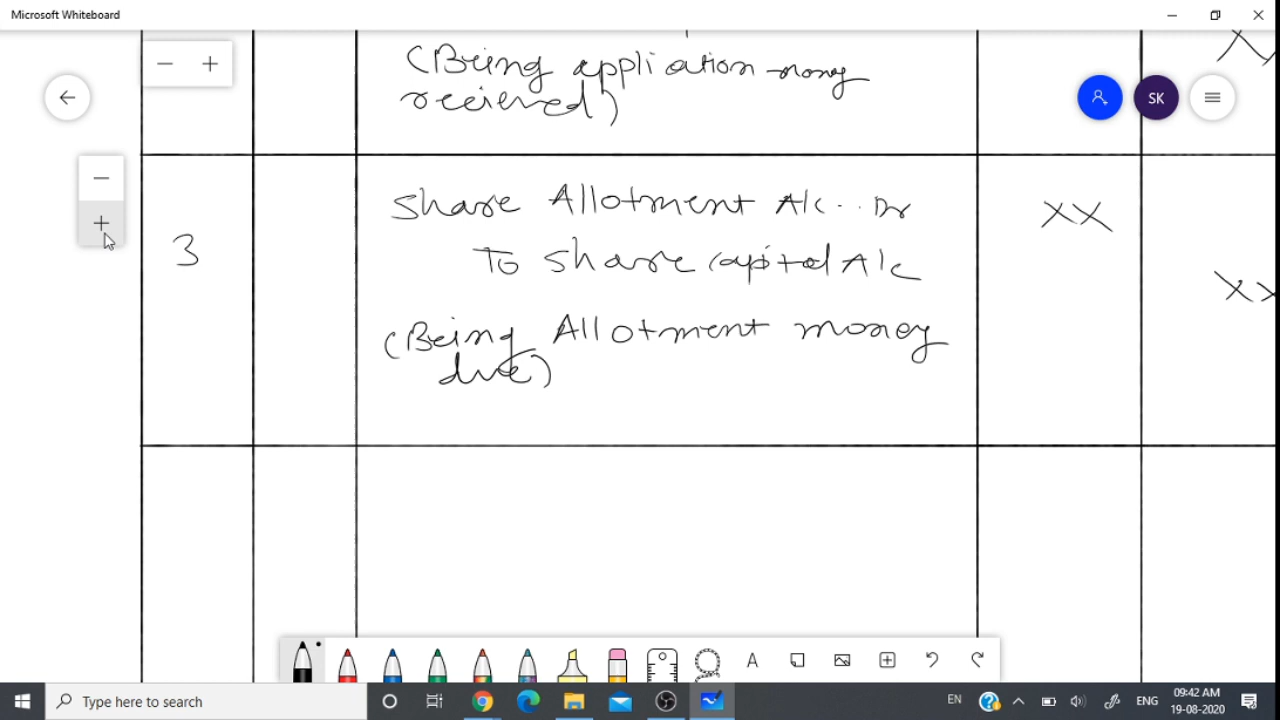 Microsoft Whiteboard
(Being application money
recieved)
SK
3
Share Allotment A/c .. Dr
XX
To Share capital A/c
XX
(Being Allotment money
due)
A
Type here to search
EN
ENG
09:42 AM
19-08-2020